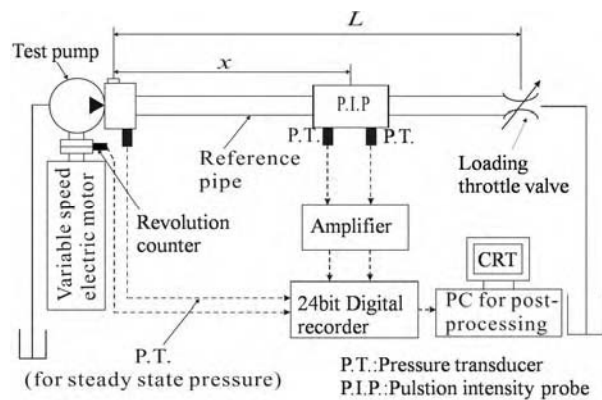 L
Test pump
x
P.I.P
P.T.
P.T.
Reference
pipe
Loading
throttle valve
Variable speed
electric motor
Revolution
counter
Amplifier
CRT
24bit Digital
recorder
PC for post-
processing
P.T.
(for steady state pressure)
P.T.:Pressure transducer
P.I.P.:Pulstion intensity probe